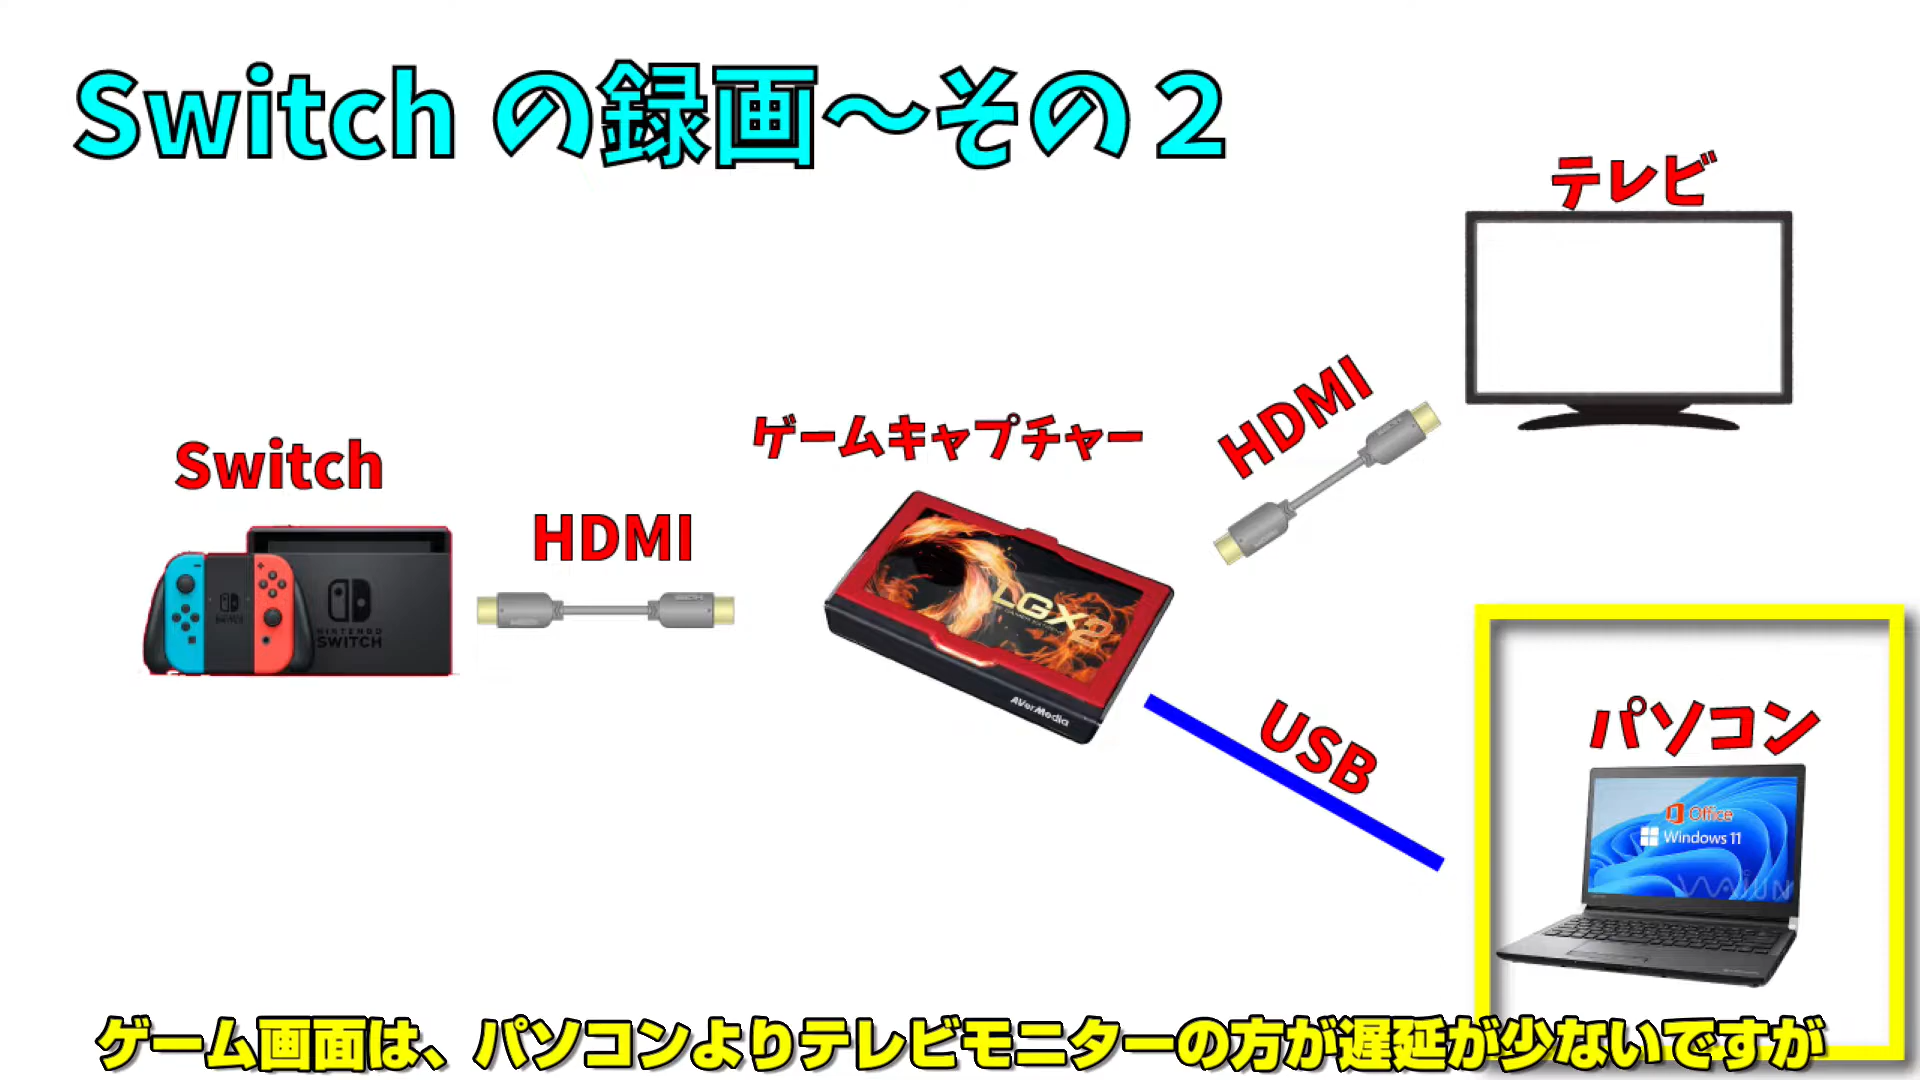 Switch の録画～その２
テレビ
HDMI
ゲームキャプチャー
Switch
HDMI
NINTENDO
SWITCH
LGX2
AVerMedia
USB
パソコン
Office
Windows 11
ゲーム画面は、パソコンよりテレビモニターの方が遅延が少ないですが